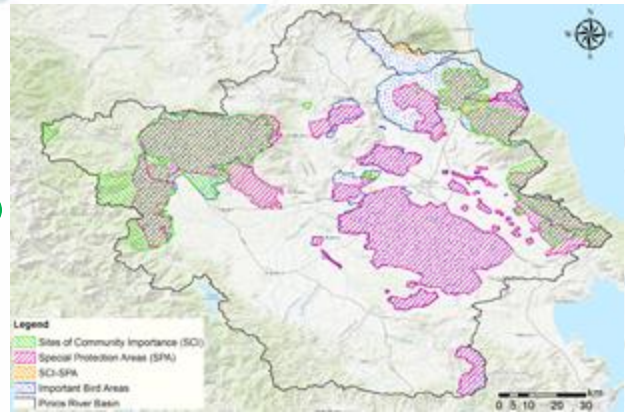 N
W E
S
Legend
Sites of Community Importance (SCI)
Special Protection Areas (SPA)
SCI-SPA
Important Bird Areas
Pinios River Basin
km
0 5 10 20 30